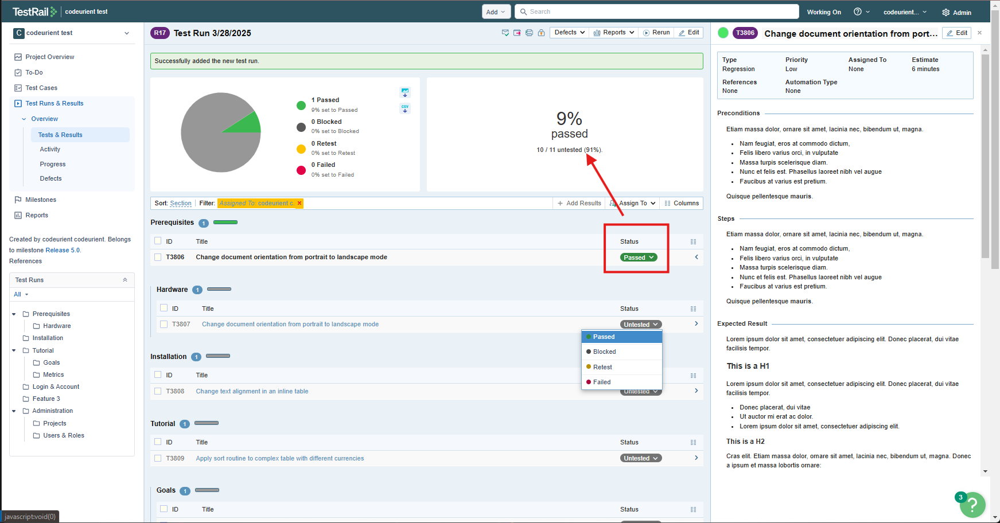 TestRail codeurient test
Add
Search
Working On
codeurient...
Admin
C codeurient test
Project Overview
To-Do
Test Cases
Test Runs & Results
Overview
Tests & Results
Activity
Progress
Defects
Milestones
Reports
Created by codeurient codeurient. Belongs
to milestone Release 5.0.
References
Test Runs
All
Prerequisites
Hardware
Installation
Tutorial
Goals
Metrics
Login & Account
Feature 3
Administration
Projects
Users & Roles
javascript:void(0)
R17 Test Run 3/28/2025
Defects
Reports
Rerun
Edit
Successfully added the new test run.
1 Passed
9% set to Passed
0 Blocked
0% set to Blocked
0 Retest
0% set to Retest
0 Failed
0% set to Failed
CSV
9%
passed
10 / 11 untested (91%).
Sort: Section Filter: Assigned To: codeurient c.
Add Results
Assign To
Columns
Prerequisites 1
ID Title Status
T3806 Change document orientation from portrait to landscape mode Passed
Hardware 1
ID Title Status
T3807 Change document orientation from portrait to landscape mode Untested
Passed
Blocked
Retest
Failed
Installation 1
ID Title
T3808 Change text alignment in an inline table Untested
Tutorial 1
ID Title Status
T3809 Apply sort routine to complex table with different currencies Untested
Goals 1
ID Title Status
T3806 Change document orientation from port...
Edit
Type Priority Assigned To Estimate
Regression Low None 6 minutes
References Automation Type
None None
Preconditions
Etiam massa dolor, ornare sit amet, lacinia nec, bibendum ut, magna.
Nam feugiat, eros at commodo dictum,
Felis libero varius orci, in vulputate
Massa turpis scelerisque diam.
Nunc et felis est. Phasellus laoreet nibh vel augue
Faucibus at varius est pretium.
Quisque pellentesque mauris.
Steps
Etiam massa dolor, ornare sit amet, lacinia nec, bibendum ut, magna.
Nam feugiat, eros at commodo dictum,
Felis libero varius orci, in vulputate
Massa turpis scelerisque diam.
Nunc et felis est. Phasellus laoreet nibh vel augue
Faucibus at varius est pretium.
Quisque pellentesque mauris.
Expected Result
Lorem ipsum dolor sit amet, consectetuer adipiscing elit. Donec placerat, dui vitae
facilisis tempor.
This is a H1
Lorem ipsum dolor sit amet, consectetuer adipiscing elit. Donec placerat, dui vitae
facilisis tempor.
Donec placerat, dui vitae
Ut auctor mi erat ac dolor.
Lorem ipsum dolor sit amet, consectetuer adipiscing elit.
This is a H2
Cras elit. Etiam massa dolor, ornare sit amet, lacinia nec, bibendum ut, magna. Donec
a ipsum et massa lobortis ornare:
3
?